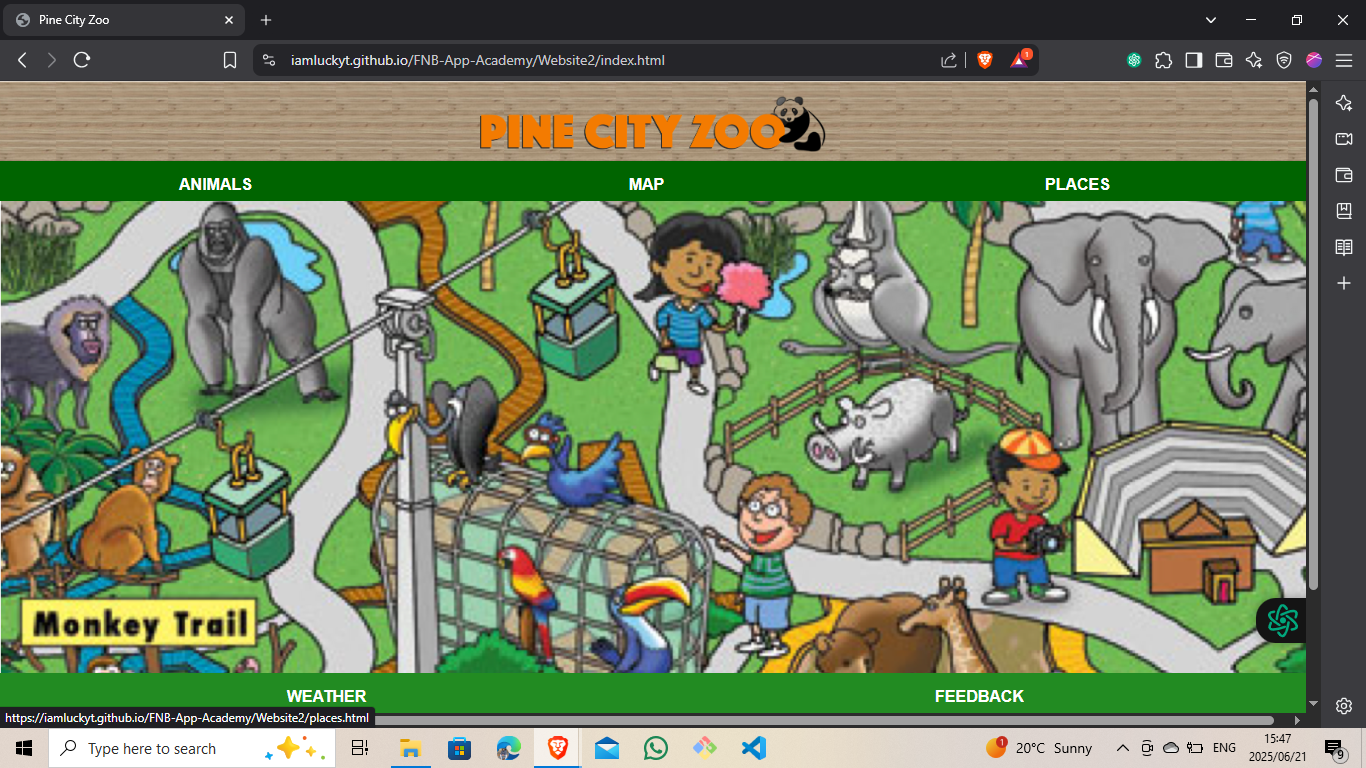 Pine City Zoo
iamluckyt.github.io/FNB-App-Academy/Website2/index.html
1
PINE CITY ZOO
ANIMALS MAP PLACES
Monkey Trail
WEATHER FEEDBACK
https://iamluckyt.github.io/FNB-App-Academy/Website2/places.html
Type here to search
1
20°C Sunny
ENG
15:47
2025/06/21
9